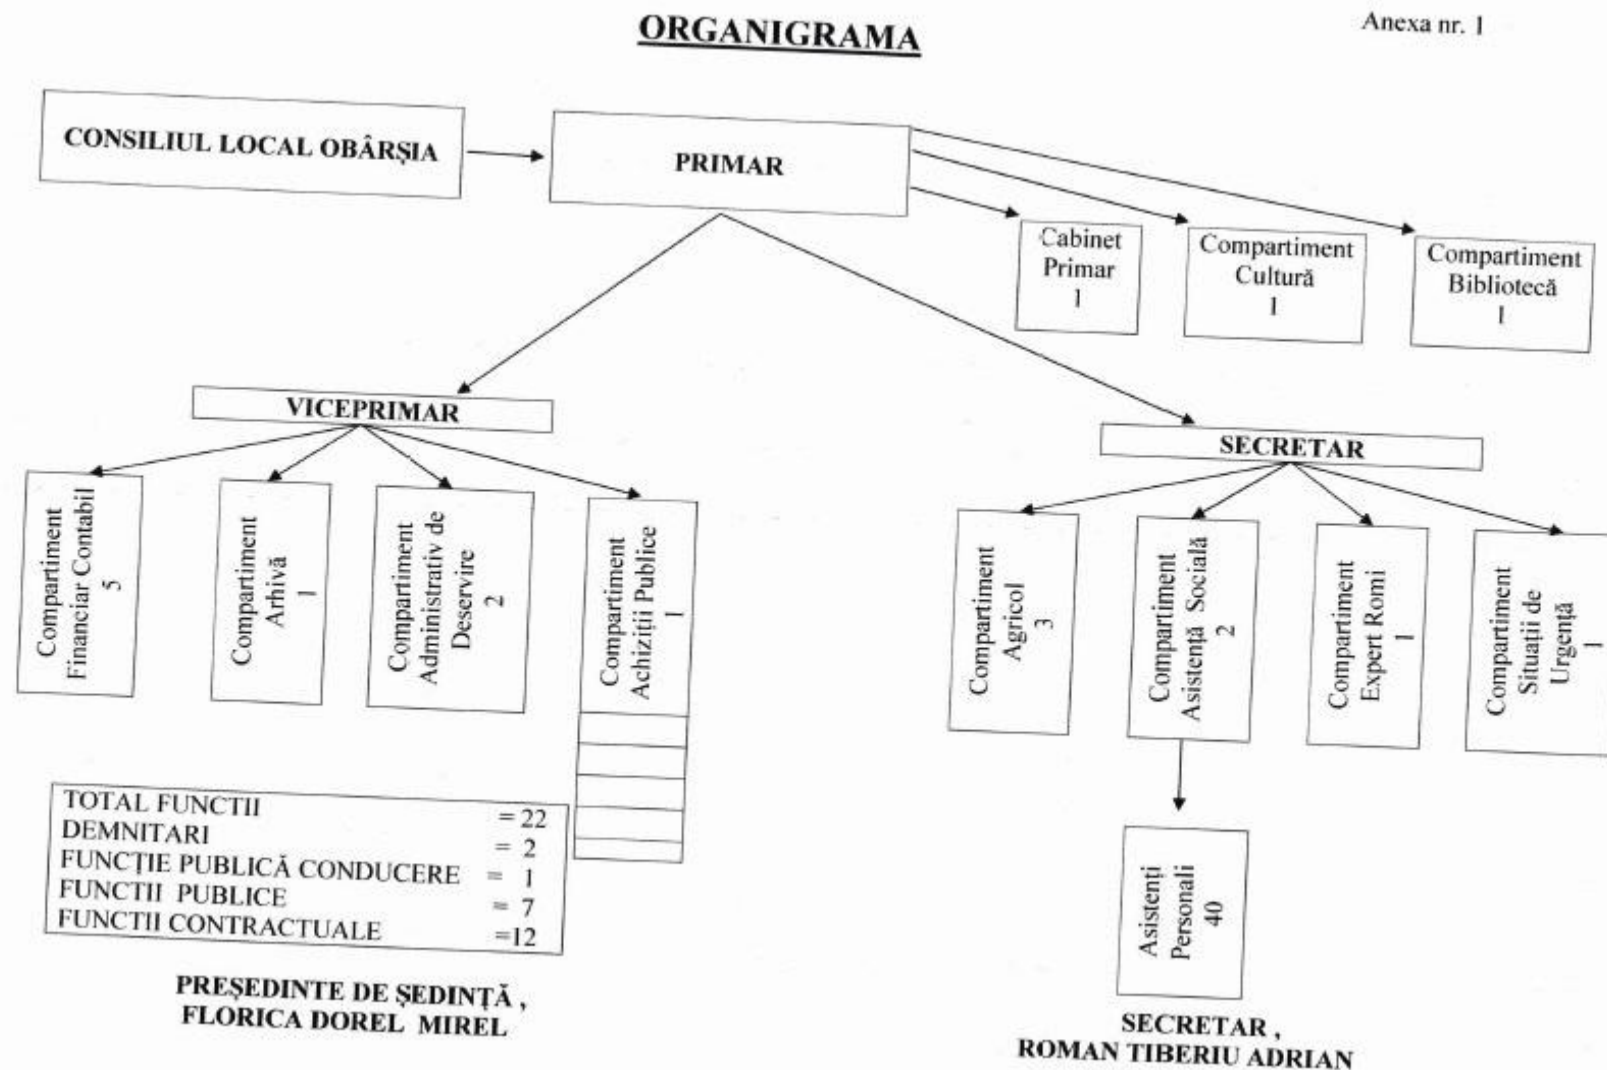 ORGANIGRAMA
Anexa nr. 1
CONSILIUL LOCAL OBÂRȘIA
PRIMAR
Cabinet
Primar
1
Compartiment
Cultură
1
Compartiment
Bibliotecă
1
VICEPRIMAR
SECRETAR
Compartiment
Financiar Contabil
5
Compartiment
Arhivă
1
Compartiment
Administrativ de
Deservire
2
Compartiment
Achiziții Publice
1
Compartiment
Agricol
3
Compartiment
Asistență Socială
2
Compartiment
Expert Romi
1
Compartiment
Situații de
Urgență
1
Asistenți
Personali
40
TOTAL FUNCTII = 22
DEMNITARI = 2
FUNCȚIE PUBLICĂ CONDUCERE = 1
FUNCTII PUBLICE = 7
FUNCTII CONTRACTUALE =12
PREȘEDINTE DE ȘEDINȚĂ ,
FLORICA DOREL MIREL
SECRETAR ,
ROMAN TIBERIU ADRIAN